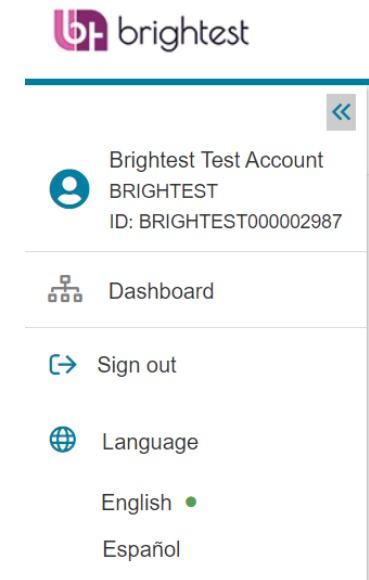 brightest
Brightest Test Account
BRIGHTEST
ID: BRIGHTEST000002987
Dashboard
Sign out
Language
English
Español